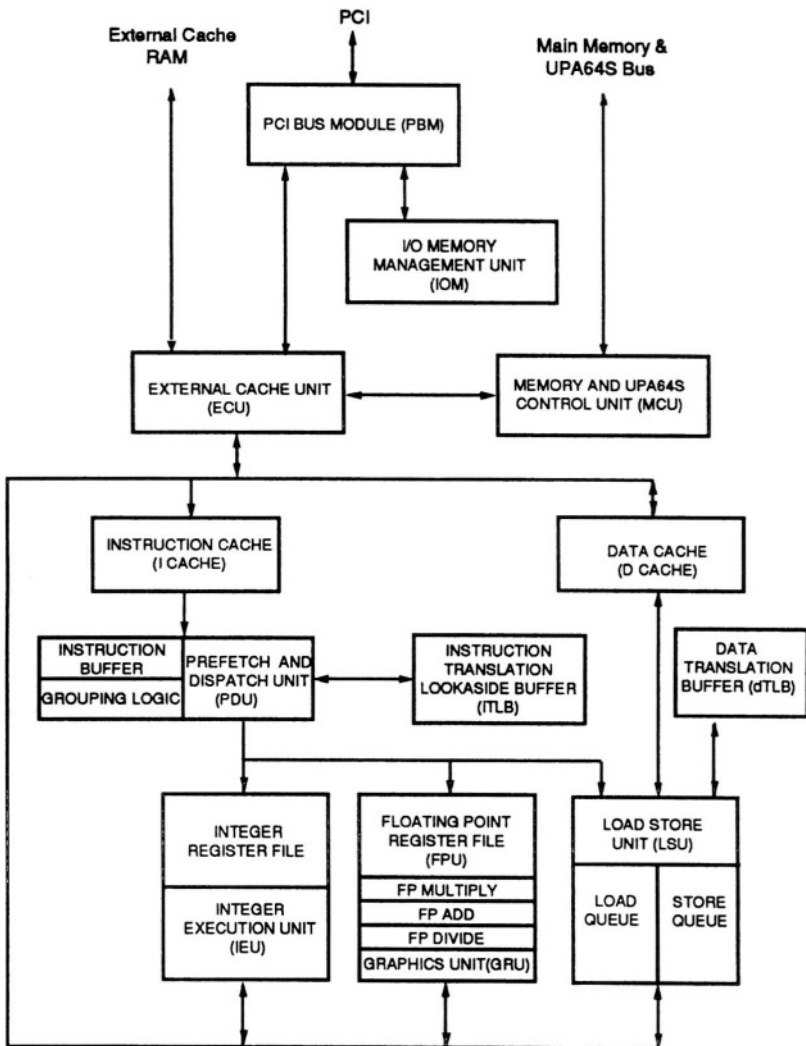 PCI
External Cache
RAM
Main Memory &
UPA64S Bus
PCI BUS MODULE (PBM)
I/O MEMORY
MANAGEMENT UNIT
(IOM)
EXTERNAL CACHE UNIT
(ECU)
MEMORY AND UPA64S
CONTROL UNIT (MCU)
INSTRUCTION CACHE
(I CACHE)
DATA CACHE
(D CACHE)
INSTRUCTION
BUFFER
GROUPING LOGIC
PREFETCH AND
DISPATCH UNIT
(PDU)
INSTRUCTION
TRANSLATION
LOOKASIDE BUFFER
(ITLB)
DATA
TRANSLATION
BUFFER (dTLB)
INTEGER
REGISTER FILE
INTEGER
EXECUTION UNIT
(IEU)
FLOATING POINT
REGISTER FILE
(FPU)
FP MULTIPLY
FP ADD
FP DIVIDE
GRAPHICS UNIT(GRU)
LOAD STORE
UNIT (LSU)
LOAD
QUEUE
STORE
QUEUE